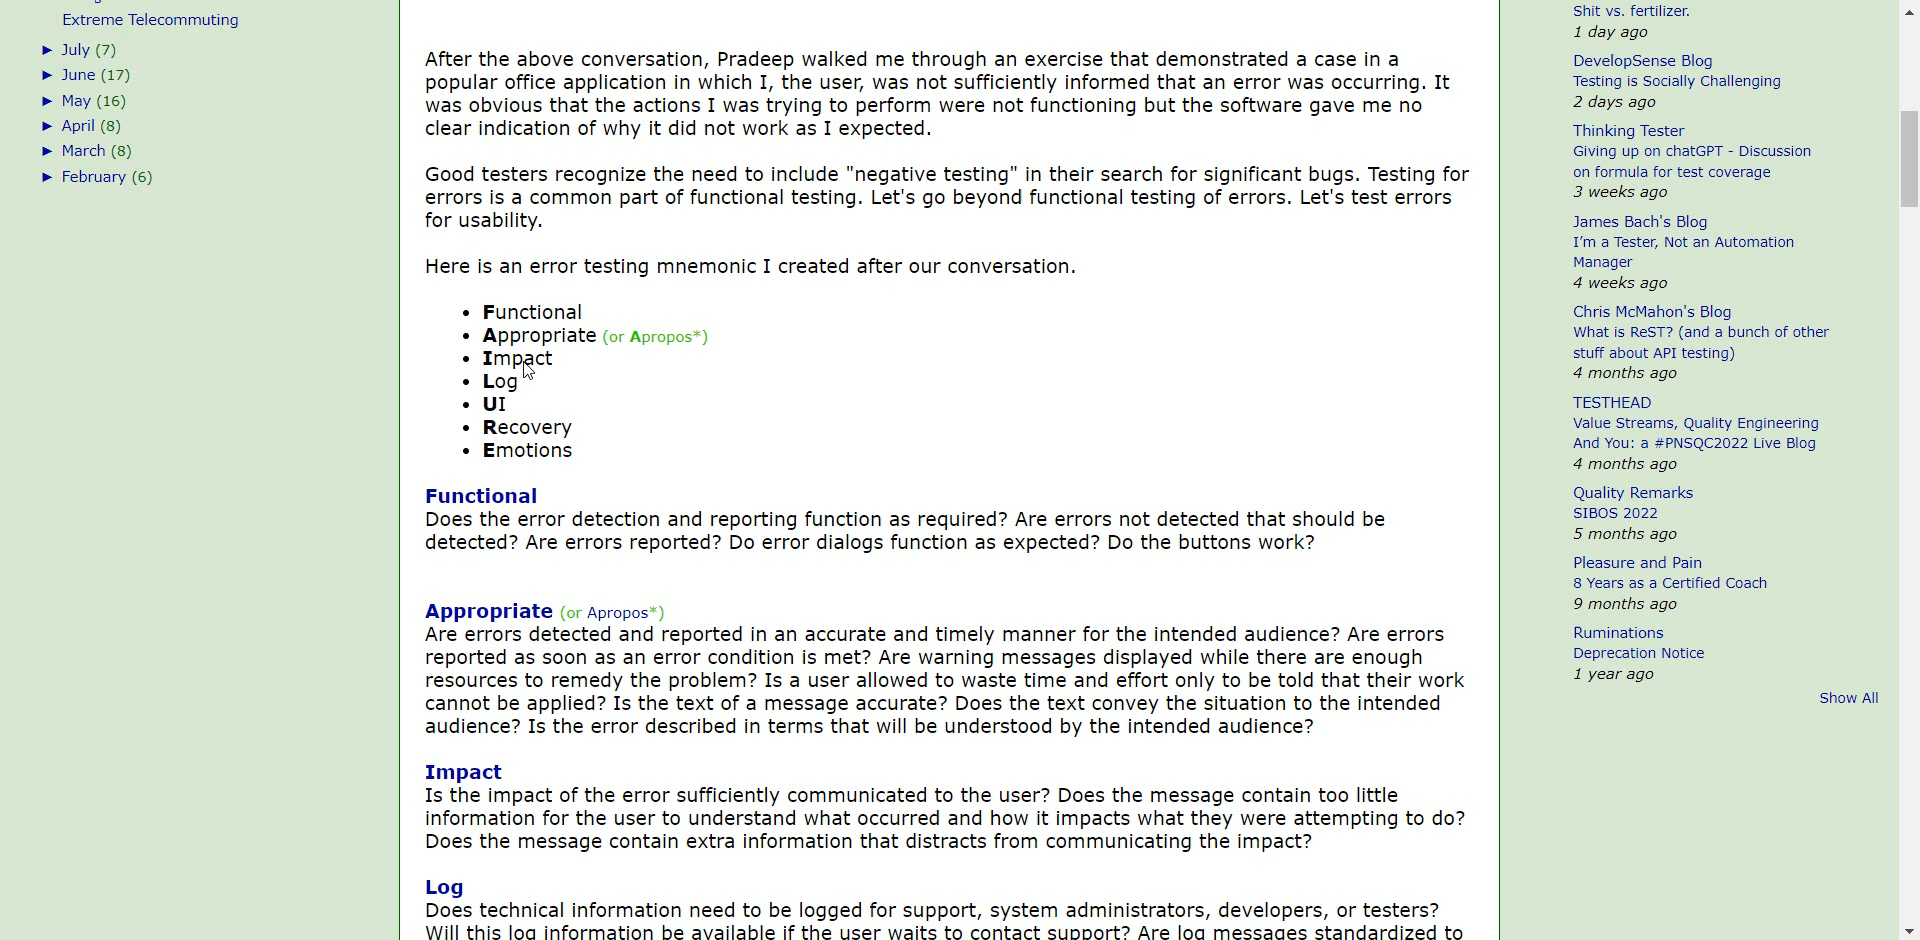 Extreme Telecommuting
► July (7)
► June (17)
► May (16)
► April (8)
► March (8)
► February (6)
After the above conversation, Pradeep walked me through an exercise that demonstrated a case in a
popular office application in which I, the user, was not sufficiently informed that an error was occurring. It
was obvious that the actions I was trying to perform were not functioning but the software gave me no
clear indication of why it did not work as I expected.
Good testers recognize the need to include "negative testing" in their search for significant bugs. Testing for
errors is a common part of functional testing. Let's go beyond functional testing of errors. Let's test errors
for usability.
Here is an error testing mnemonic I created after our conversation.
• Functional
• Appropriate (or Apropos*)
• Impact
• Log
• UI
• Recovery
• Emotions
Functional
Does the error detection and reporting function as required? Are errors not detected that should be
detected? Are errors reported? Do error dialogs function as expected? Do the buttons work?
Appropriate (or Apropos*)
Are errors detected and reported in an accurate and timely manner for the intended audience? Are errors
reported as soon as an error condition is met? Are warning messages displayed while there are enough
resources to remedy the problem? Is a user allowed to waste time and effort only to be told that their work
cannot be applied? Is the text of a message accurate? Does the text convey the situation to the intended
audience? Is the error described in terms that will be understood by the intended audience?
Impact
Is the impact of the error sufficiently communicated to the user? Does the message contain too little
information for the user to understand what occurred and how it impacts what they were attempting to do?
Does the message contain extra information that distracts from communicating the impact?
Log
Does technical information need to be logged for support, system administrators, developers, or testers?
Will this log information be available if the user waits to contact support? Are log messages standardized to
Shit vs. fertilizer.
1 day ago
DevelopSense Blog
Testing is Socially Challenging
2 days ago
Thinking Tester
Giving up on chatGPT - Discussion
on formula for test coverage
3 weeks ago
James Bach's Blog
I'm a Tester, Not an Automation
Manager
4 weeks ago
Chris McMahon's Blog
What is ReST? (and a bunch of other
stuff about API testing)
4 months ago
TESTHEAD
Value Streams, Quality Engineering
And You: a #PNSQC2022 Live Blog
4 months ago
Quality Remarks
SIBOS 2022
5 months ago
Pleasure and Pain
8 Years as a Certified Coach
9 months ago
Ruminations
Deprecation Notice
1 year ago
Show All